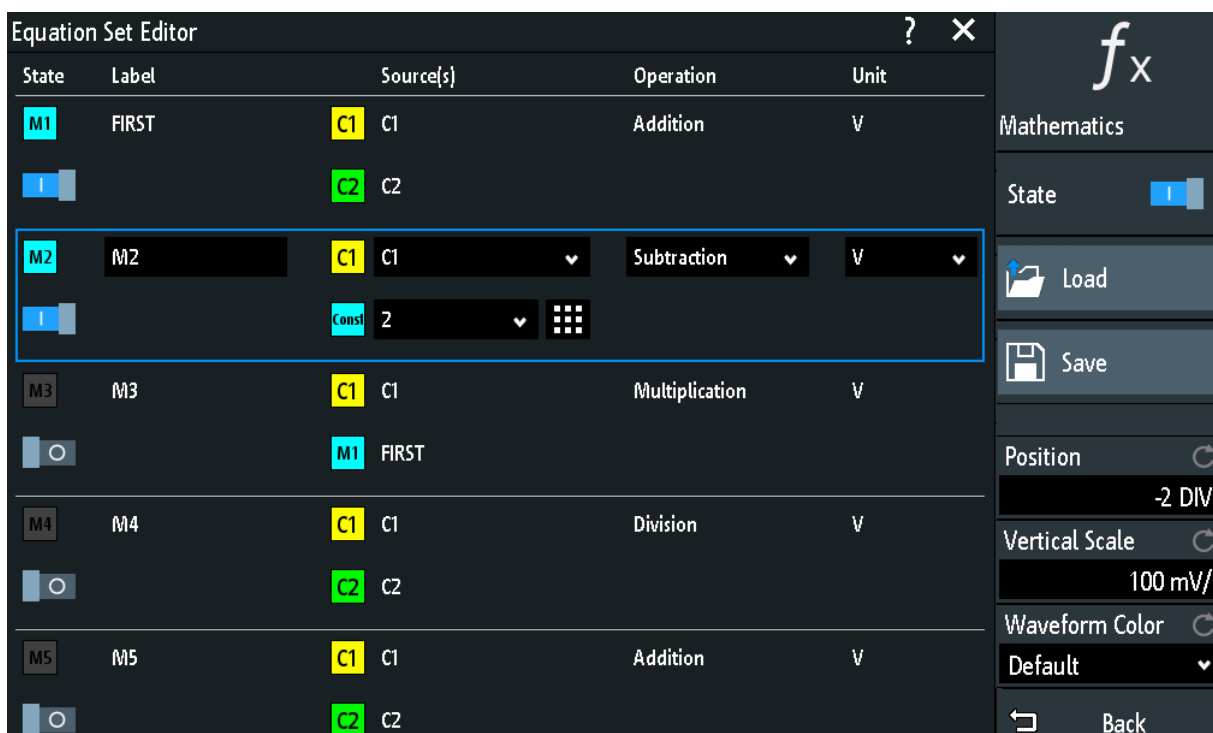 Equation Set Editor ? ✕
State Label Source(s) Operation Unit
M1 FIRST C1 C1 Addition V
I C2 C2
M2 M2 C1 C1 Subtraction V
I Const 2
M3 M3 C1 C1 Multiplication V
O M1 FIRST
M4 M4 C1 C1 Division V
O C2 C2
M5 M5 C1 C1 Addition V
O C2 C2
fx
Mathematics
State I
Load
Save
Position
-2 DIV
Vertical Scale
100 mV/
Waveform Color
Default
Back